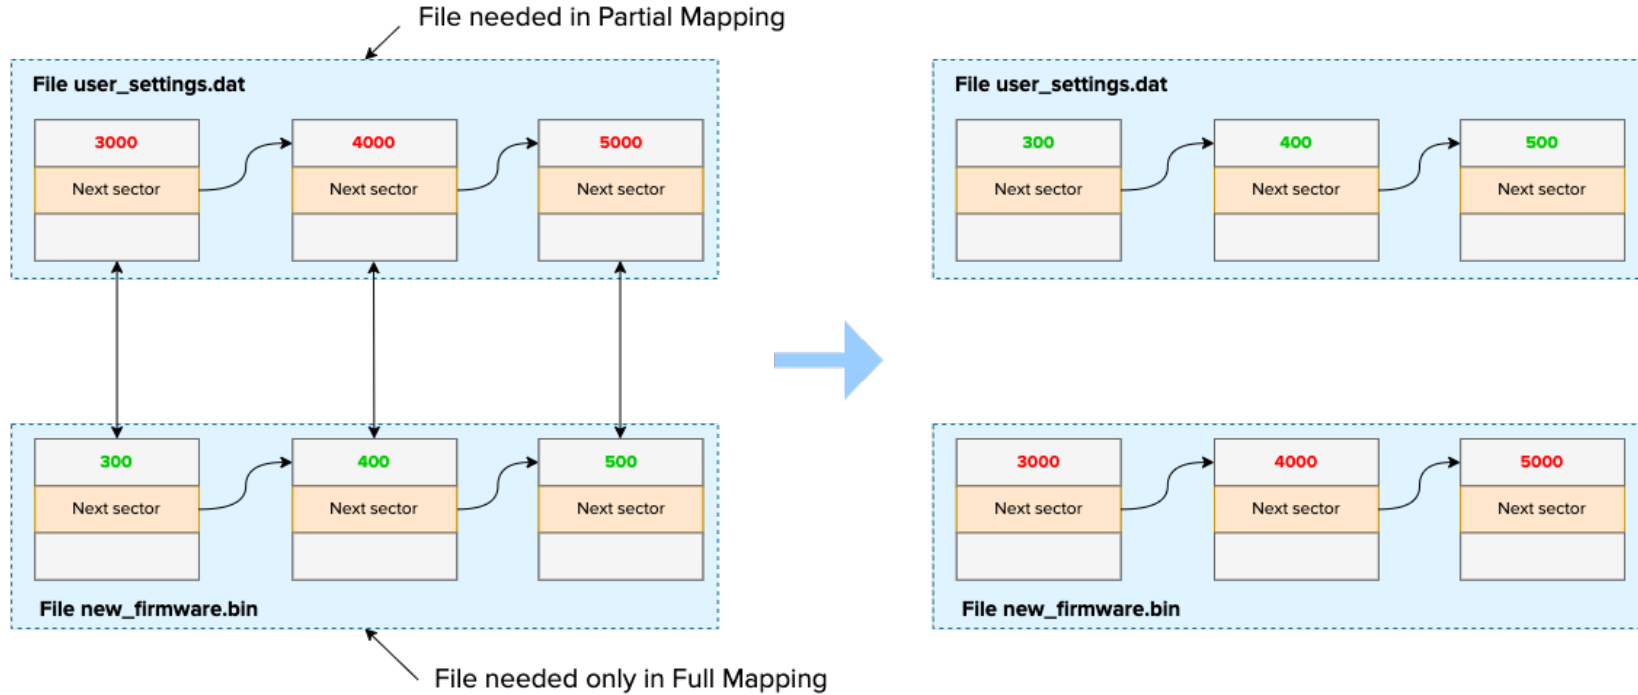 File needed in Partial Mapping
File user_settings.dat
3000 4000 5000
Next sector Next sector Next sector
300 400 500
Next sector Next sector Next sector
File new_firmware.bin
File needed only in Full Mapping
File user_settings.dat
300 400 500
Next sector Next sector Next sector
3000 4000 5000
Next sector Next sector Next sector
File new_firmware.bin